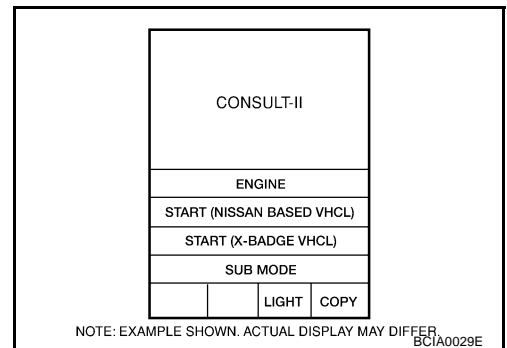 CONSULT-II
ENGINE
START (NISSAN BASED VHCL)
START (X-BADGE VHCL)
SUB MODE
LIGHT COPY
NOTE: EXAMPLE SHOWN. ACTUAL DISPLAY MAY DIFFER.
BCIA0029E